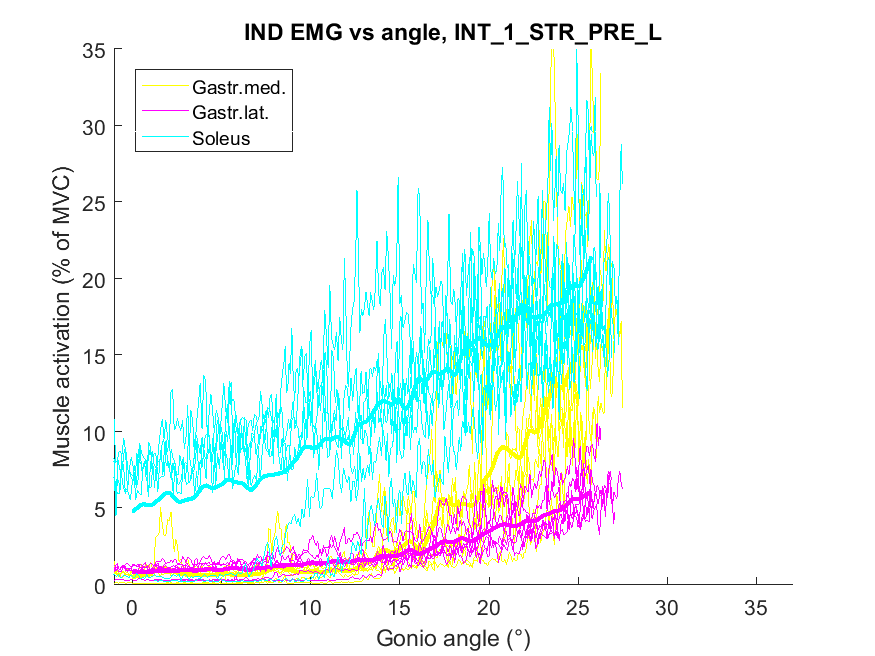 IND EMG vs angle, INT_1_STR_PRE_L
35
30
25
20
15
10
5
0
Muscle activation (% of MVC)
Gastr.med.
Gastr.lat.
Soleus
0 5 10 15 20 25 30 35
Gonio angle (°)